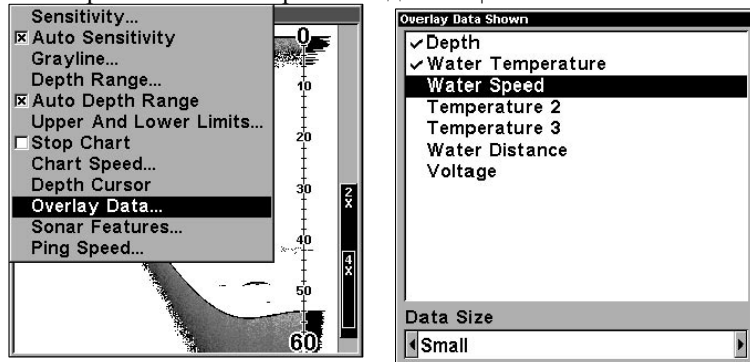 Sensitivity...
Auto Sensitivity
Grayline...
Depth Range...
Auto Depth Range
Upper And Lower Limits...
Stop Chart
Chart Speed...
Depth Cursor
Overlay Data...
Sonar Features...
Ping Speed...
0
10
20
30
40
50
60
2X
4X
Overlay Data Shown
Depth
Water Temperature
Water Speed
Temperature 2
Temperature 3
Water Distance
Voltage
Data Size
Small